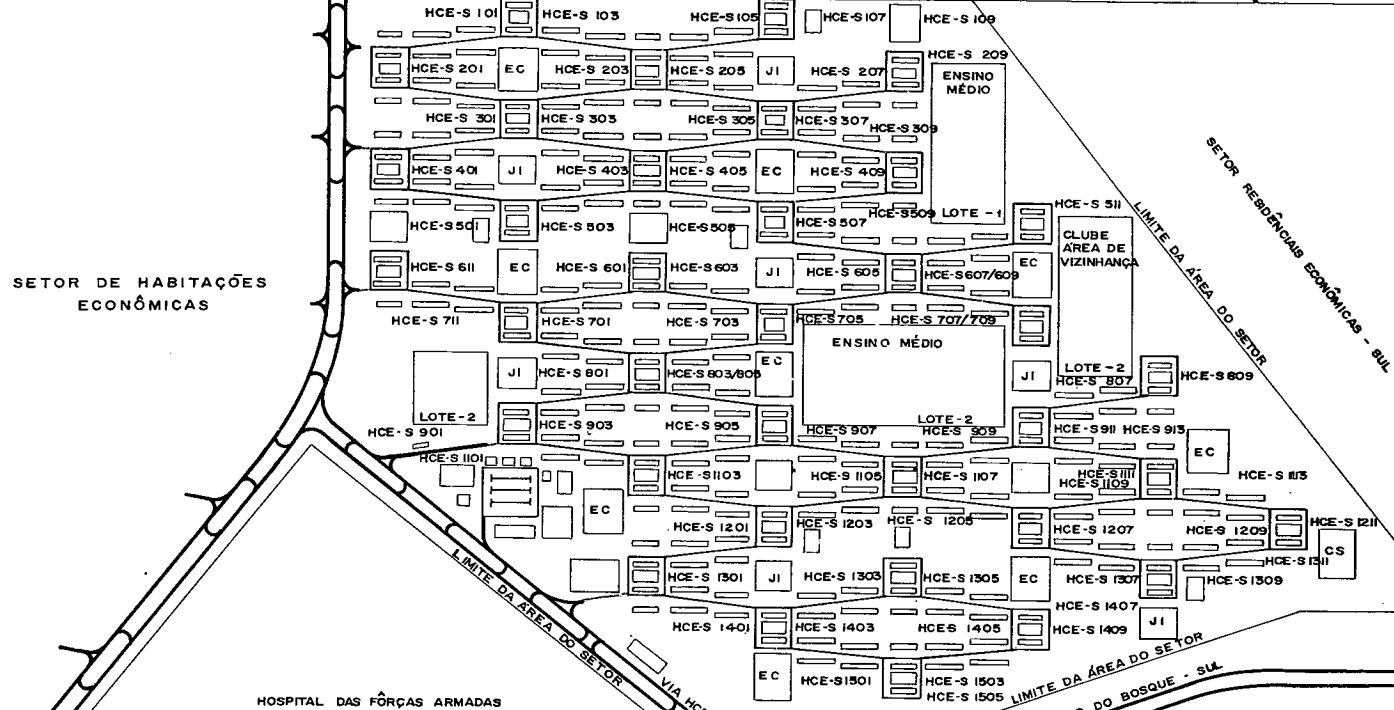 HCE-S 101
HCE-S 103
HCE-S 105
HCE-S 107
HCE-S 109
HCE-S 201
EC
HCE-S 203
HCE-S 205
JI
HCE-S 207
HCE-S 209
ENSINO
MÉDIO
HCE-S 301
HCE-S 303
HCE-S 305
HCE-S 307
HCE-S 309
HCE-S 401
JI
HCE-S 403
HCE-S 405
EC
HCE-S 409
HCE-S 501
HCE-S 503
HCE-S 505
HCE-S 507
HCE-S 509
LOTE - 1
HCE-S 511
CLUBE
ÁREA DE
VIZINHANÇA
SETOR RESIDÊNCIAIS ECONÔMICAS - SUL
LIMITE DA ÁREA DO SETOR
SETOR DE HABITAÇÕES
ECONÔMICAS
HCE-S 611
EC
HCE-S 601
HCE-S 603
JI
HCE-S 605
HCE-S 607/609
EC
HCE-S 711
HCE-S 701
HCE-S 703
HCE-S 705
HCE-S 707/709
ENSINO MÉDIO
JI
HCE-S 801
HCE-S 803/805
EC
JI
LOTE - 2
HCE-S 807
HCE-S 809
LOTE - 2
LOTE - 2
HCE-S 901
HCE-S 903
HCE-S 905
HCE-S 907
HCE-S 909
HCE-S 911
HCE-S 913
EC
HCE-S 1101
HCE-S 1103
HCE-S 1105
HCE-S 1107
HCE-S 1111
HCE-S 1109
HCE-S 1113
EC
HCE-S 1201
HCE-S 1203
HCE-S 1205
HCE-S 1207
HCE-S 1209
HCE-S 1211
CS
HCE-S 1301
JI
HCE-S 1303
HCE-S 1305
EC
HCE-S 1307
HCE-S 1309
HCE-S 1311
HCE-S 1401
HCE-S 1403
HCE-S 1405
HCE-S 1407
HCE-S 1409
JI
EC
HCE-S 1501
HCE-S 1503
HCE-S 1505
LIMITE DA ÁREA DO SETOR
LIMITE DA ÁREA DO SETOR
VIA
DO BOSQUE - SUL
HOSPITAL DAS FÔRÇAS ARMADAS